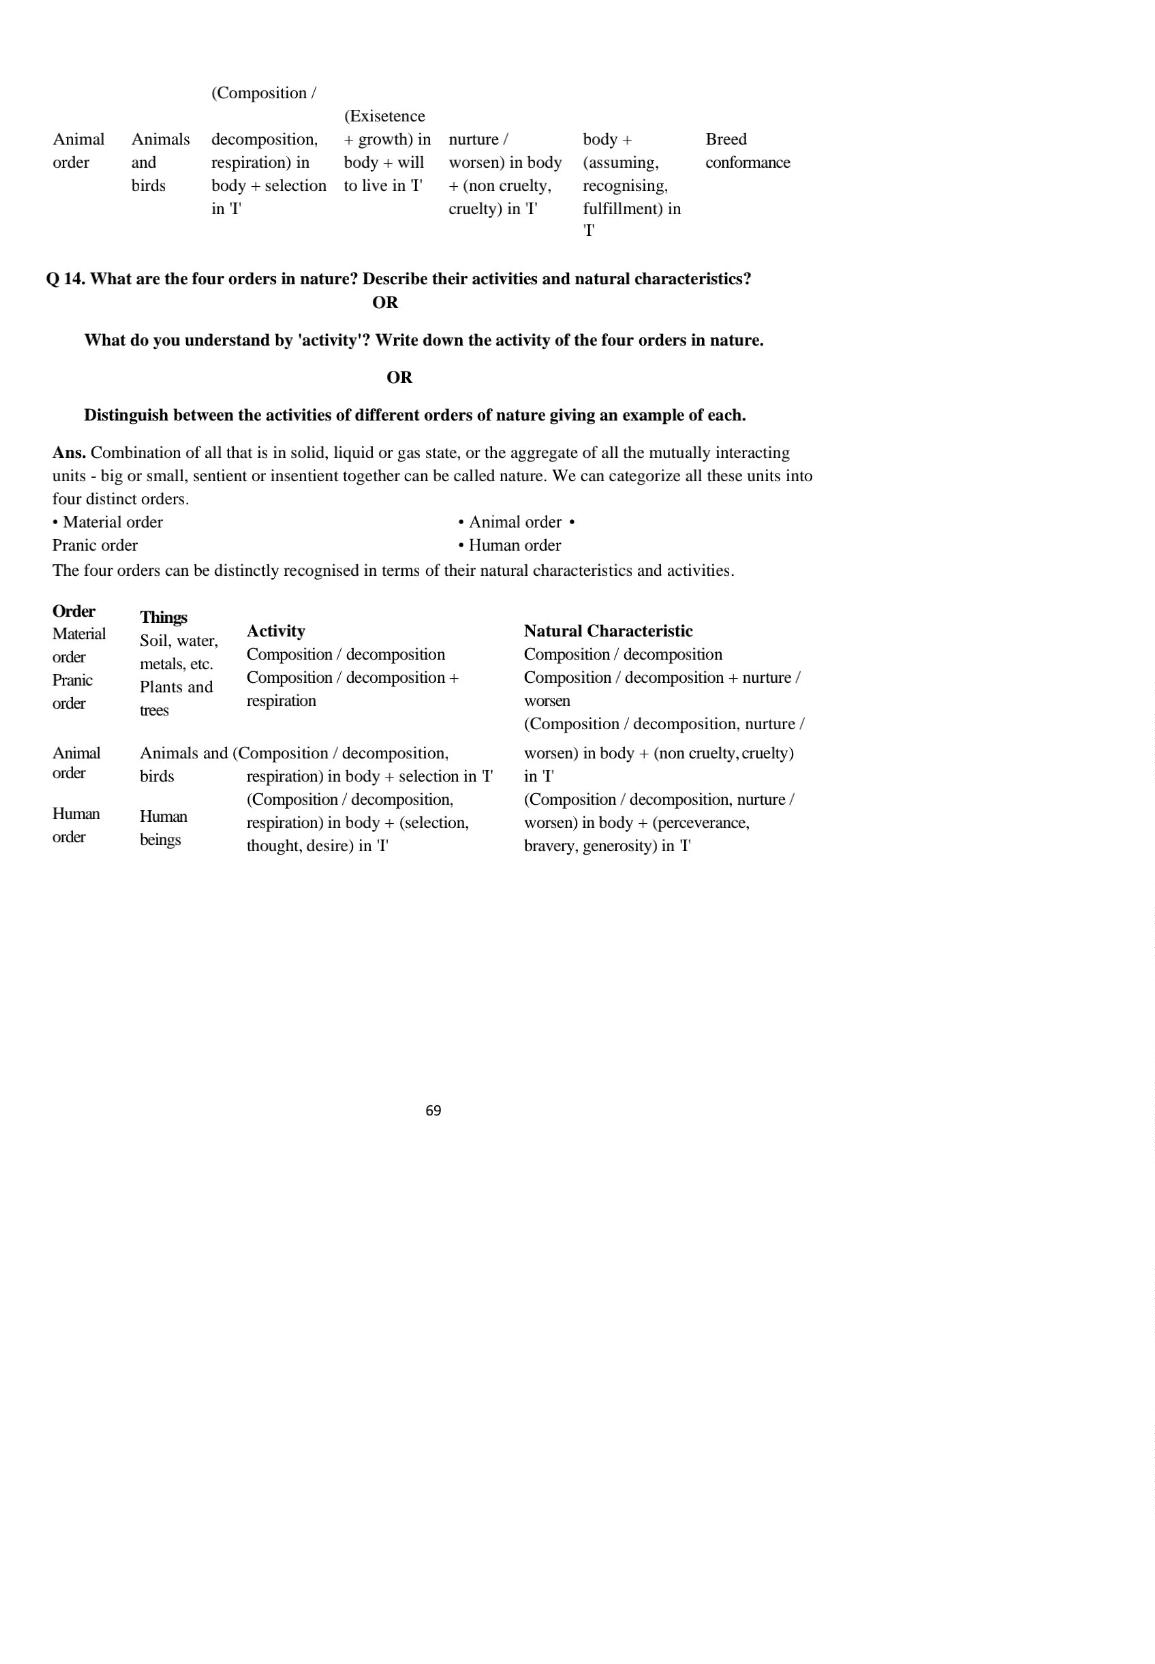 (Composition /
(Exisetence
Animal Animals decomposition, + growth) in nurture / body + Breed
order and respiration) in body + will worsen) in body (assuming, conformance
birds body + selection to live in 'I' + (non cruelty, recognising,
in 'I' cruelty) in 'I' fulfillment) in
'I'
Q 14. What are the four orders in nature? Describe their activities and natural characteristics?
OR
What do you understand by 'activity'? Write down the activity of the four orders in nature.
OR
Distinguish between the activities of different orders of nature giving an example of each.
Ans. Combination of all that is in solid, liquid or gas state, or the aggregate of all the mutually interacting
units - big or small, sentient or insentient together can be called nature. We can categorize all these units into
four distinct orders.
• Material order • Animal order •
Pranic order • Human order
The four orders can be distinctly recognised in terms of their natural characteristics and activities.
Order Things Activity Natural Characteristic
Material Soil, water, Composition / decomposition Composition / decomposition
order metals, etc. Composition / decomposition + Composition / decomposition + nurture /
Pranic Plants and respiration worsen
order trees (Composition / decomposition, nurture /
Animal Animals and (Composition / decomposition, worsen) in body + (non cruelty, cruelty)
order birds respiration) in body + selection in 'I' in 'I'
(Composition / decomposition, (Composition / decomposition, nurture /
Human Human respiration) in body + (selection, worsen) in body + (perceverance,
order beings thought, desire) in 'I' bravery, generosity) in 'I'
69